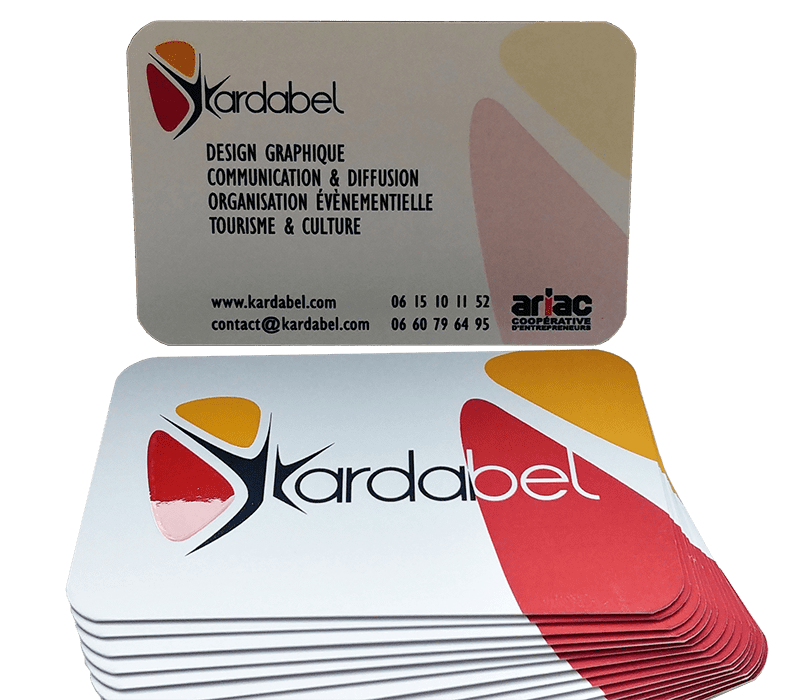 Kardabel
DESIGN GRAPHIQUE
COMMUNICATION & DIFFUSION
ORGANISATION ÉVÈNEMENTIELLE
TOURISME & CULTURE
www.kardabel.com 06 15 10 11 52
contact@kardabel.com 06 60 79 64 95
ariac
COOPÉRATIVE
D'ENTREPRENEURS
Kardabel